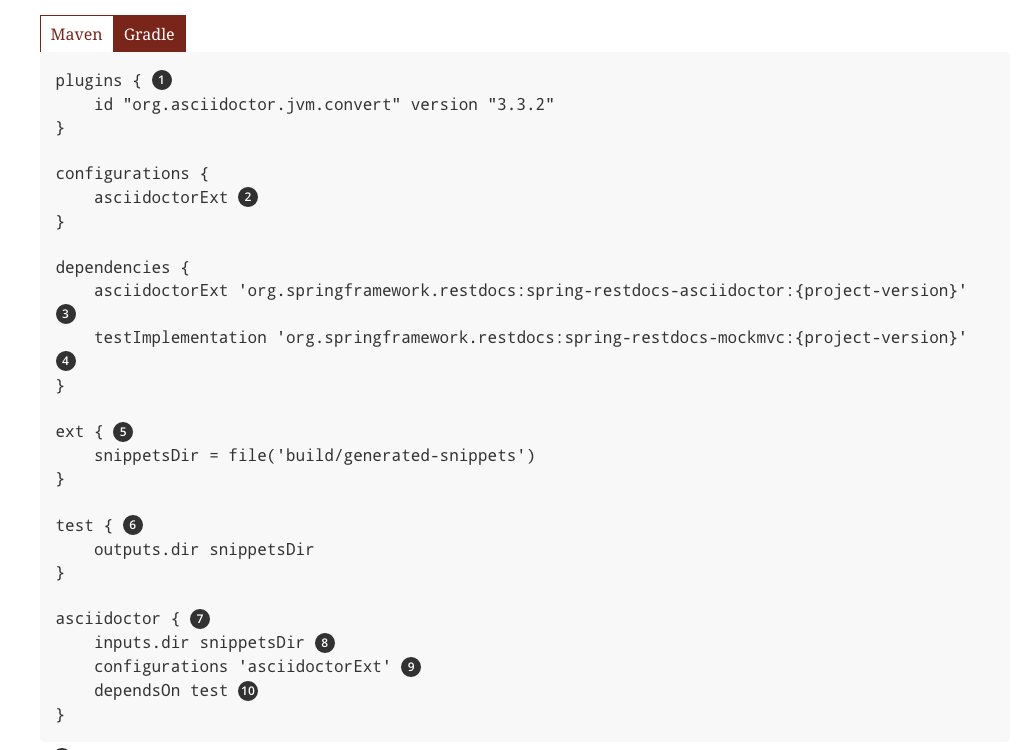 Maven Gradle
plugins { 1
    id "org.asciidoctor.jvm.convert" version "3.3.2"
}
configurations {
    asciidoctorExt 2
}
dependencies {
    asciidoctorExt 'org.springframework.restdocs:spring-restdocs-asciidoctor:{project-version}'
3
    testImplementation 'org.springframework.restdocs:spring-restdocs-mockmvc:{project-version}'
4
}
ext { 5
    snippetsDir = file('build/generated-snippets')
}
test { 6
    outputs.dir snippetsDir
}
asciidoctor { 7
    inputs.dir snippetsDir 8
    configurations 'asciidoctorExt' 9
    dependsOn test 10
}